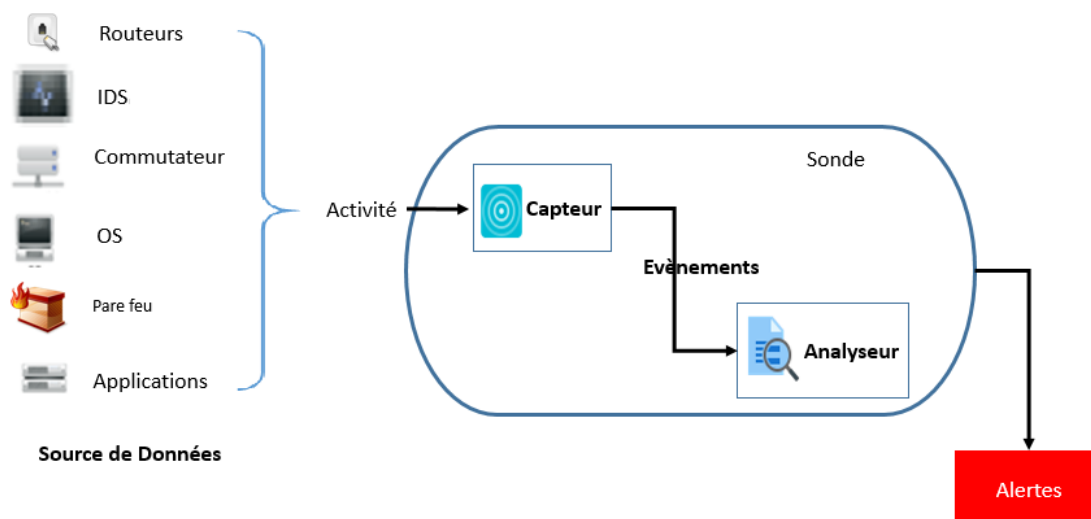 Routeurs
IDS
Commutateur
OS
Pare feu
Applications
Source de Données
Activité
Sonde
Capteur
Evènements
Analyseur
Alertes